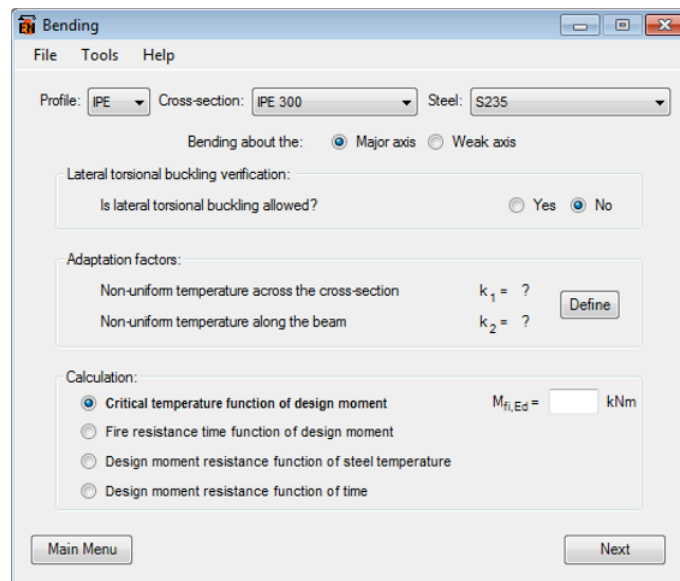 EN Bending
File Tools Help
Profile: IPE Cross-section: IPE 300 Steel: S235
Bending about the: Major axis Weak axis
Lateral torsional buckling verification:
Is lateral torsional buckling allowed? Yes No
Adaptation factors:
Non-uniform temperature across the cross-section k1 = ?
Define
Non-uniform temperature along the beam k2 = ?
Calculation:
Critical temperature function of design moment Mfi,Ed = kNm
Fire resistance time function of design moment
Design moment resistance function of steel temperature
Design moment resistance function of time
Main Menu Next